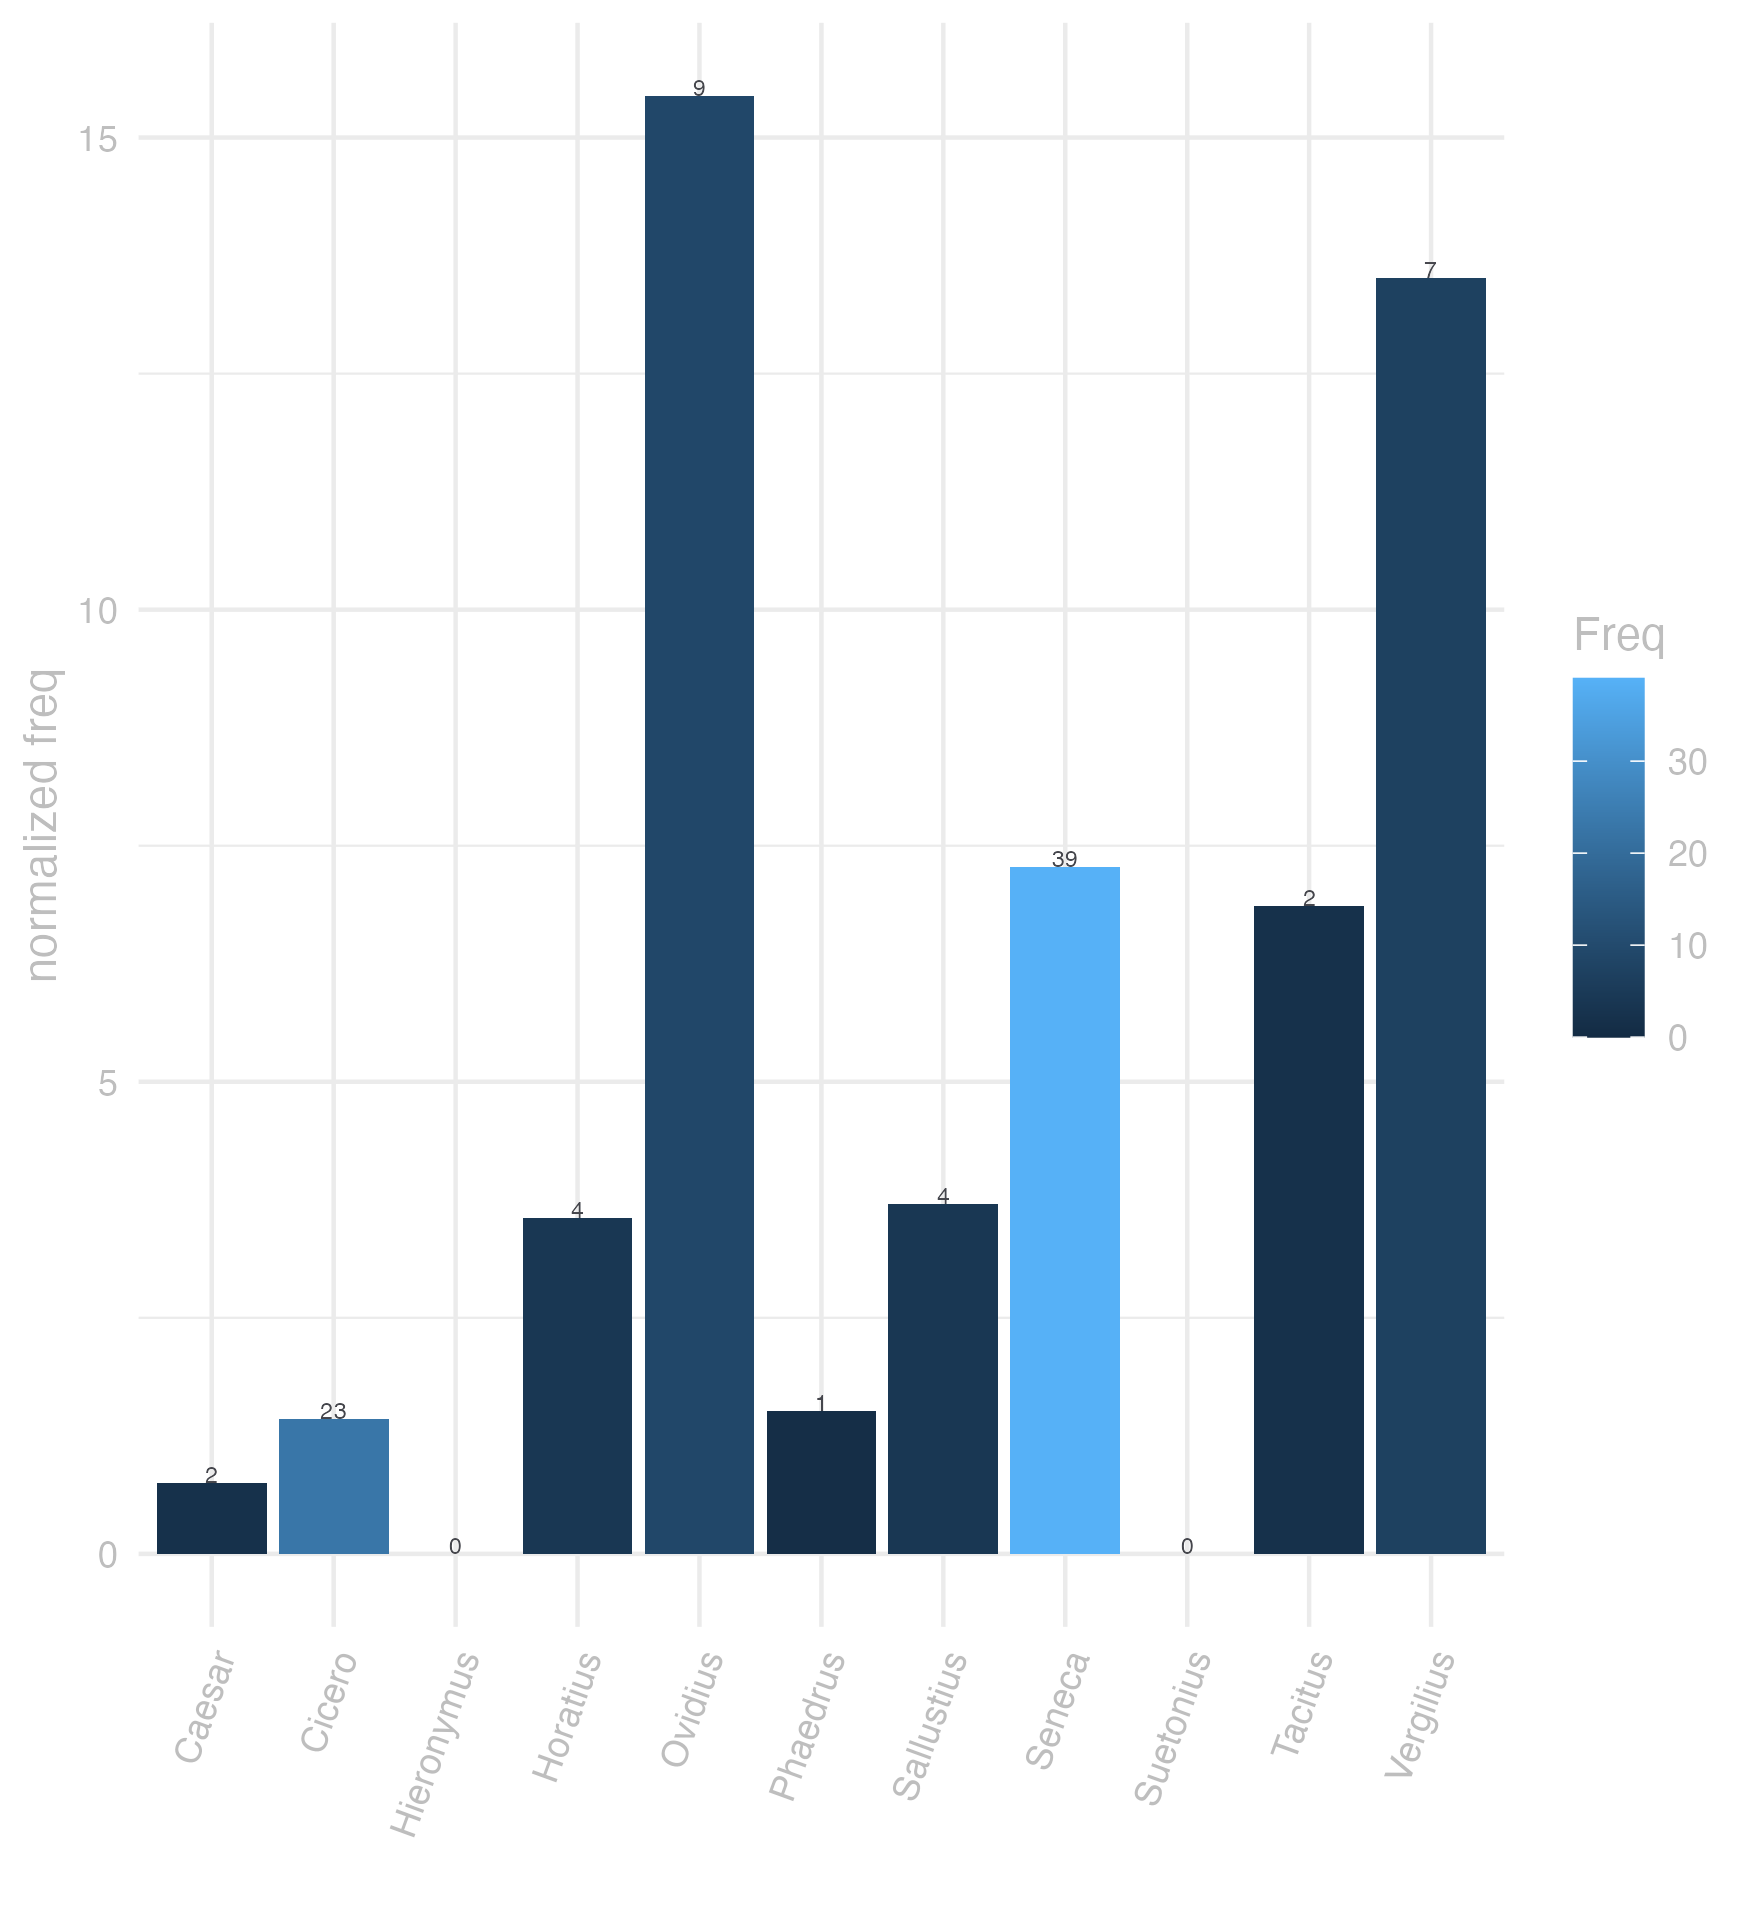 normalized freq
15
10
5
0
9
7
39
2
4
4
1
23
2
0
0
Caesar
Cicero
Hieronymus
Horatius
Ovidius
Phaedrus
Sallustius
Seneca
Suetonius
Tacitus
Vergilius
Freq
30
20
10
0